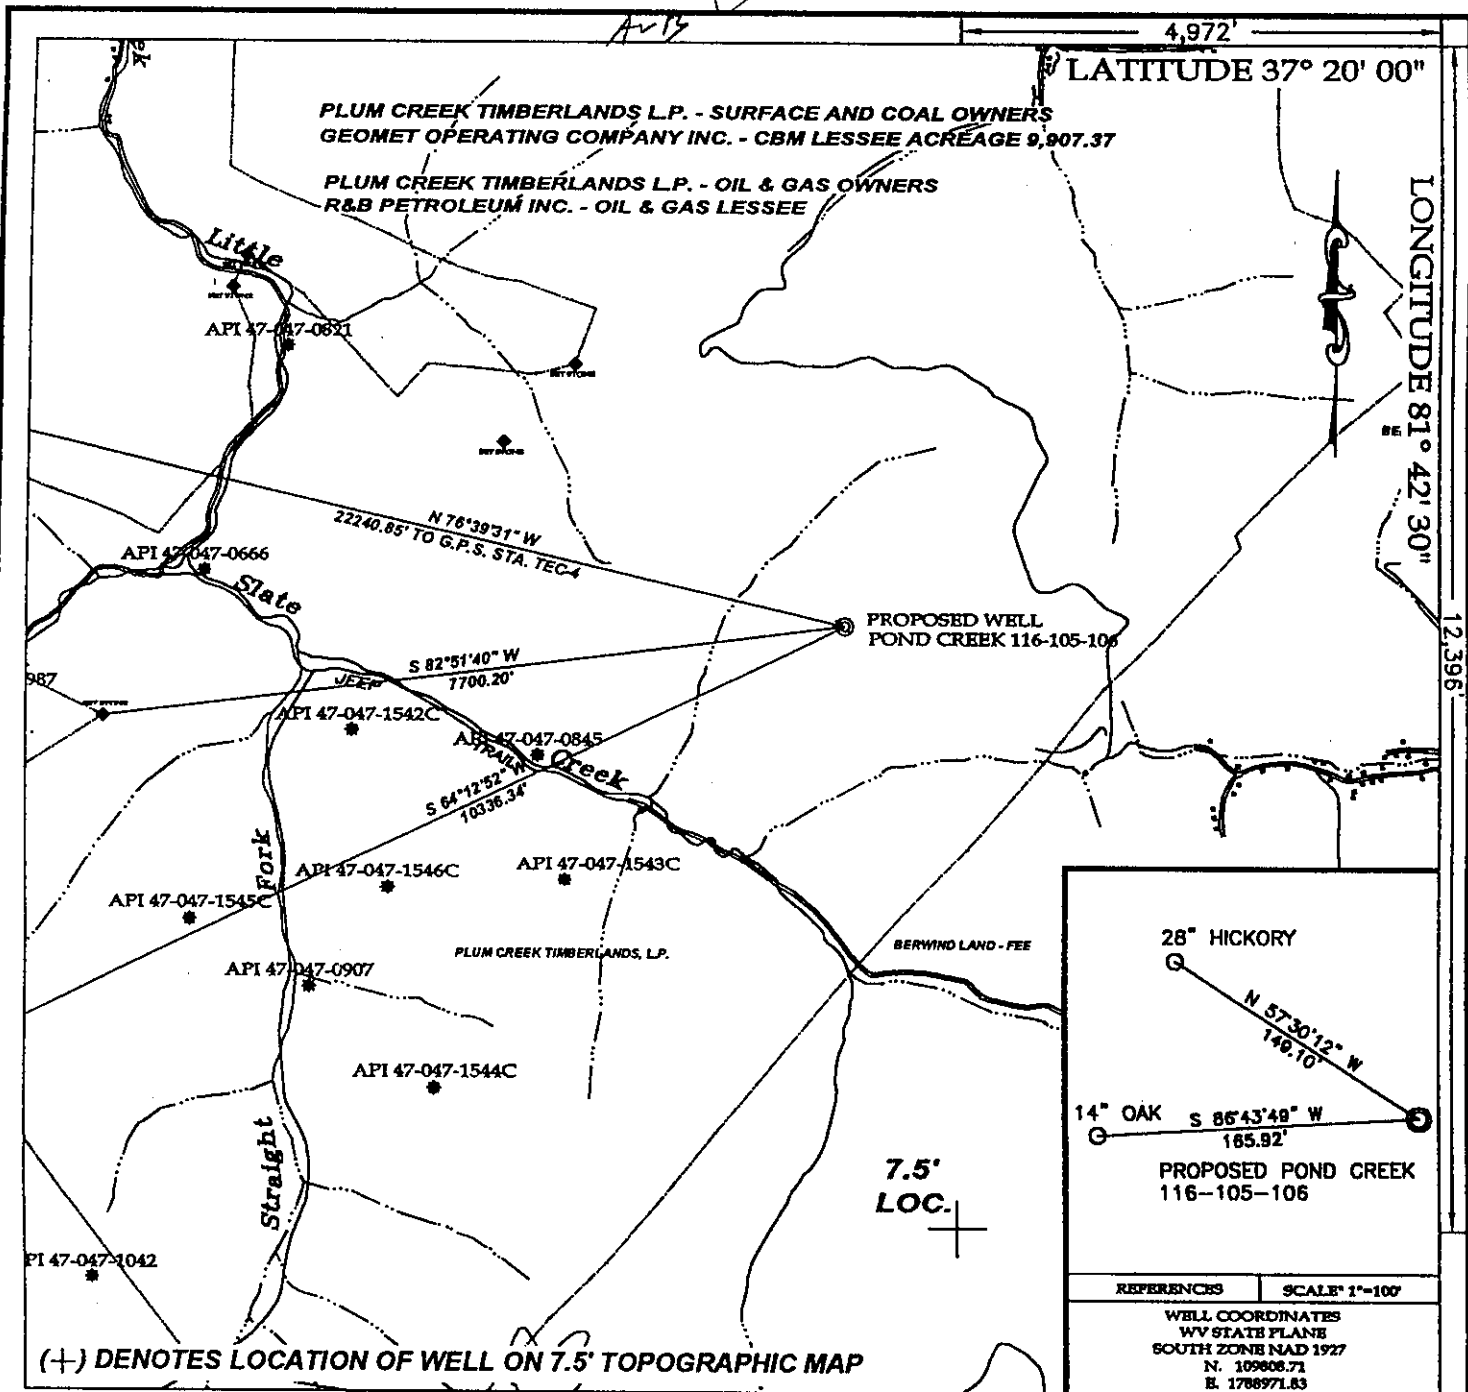 4,972'
LATITUDE 37° 20' 00"
PLUM CREEK TIMBERLANDS L.P. - SURFACE AND COAL OWNERS
GEOMET OPERATING COMPANY INC. - CBM LESSEE ACREAGE 9,907.37
PLUM CREEK TIMBERLANDS L.P. - OIL & GAS OWNERS
R&B PETROLEUM INC. - OIL & GAS LESSEE
LONGITUDE 81° 42' 30"
12,396'
ek
Little
API 47-047-0821
BE
N 76°39'31" W
22240.85' TO G.P.S. STA. TEC-4
API 47-047-0666
Slate
PROPOSED WELL
POND CREEK 116-105-106
S 82°51'40" W
7700.20'
987
JEEP
API 47-047-1542C
API 47-047-0845
TRAIL
Creek
S 64°12'52" W
10336.34'
Fork
API 47-047-1546C
API 47-047-1543C
API 47-047-1545C
PLUM CREEK TIMBERLANDS, L.P.
BERWIND LAND - FEE
API 47-047-0907
API 47-047-1544C
Straight
PI 47-047-1042
7.5'
LOC.
28" HICKORY
N 57°30'12" W
149.10'
14" OAK
S 86°43'49" W
165.92'
PROPOSED POND CREEK
116-105-106
REFERENCES
SCALE" 1"=100'
WELL COORDINATES
WV STATE PLANE
SOUTH ZONE NAD 1927
N. 109808.71
E. 1788971.83
(+) DENOTES LOCATION OF WELL ON 7.5' TOPOGRAPHIC MAP